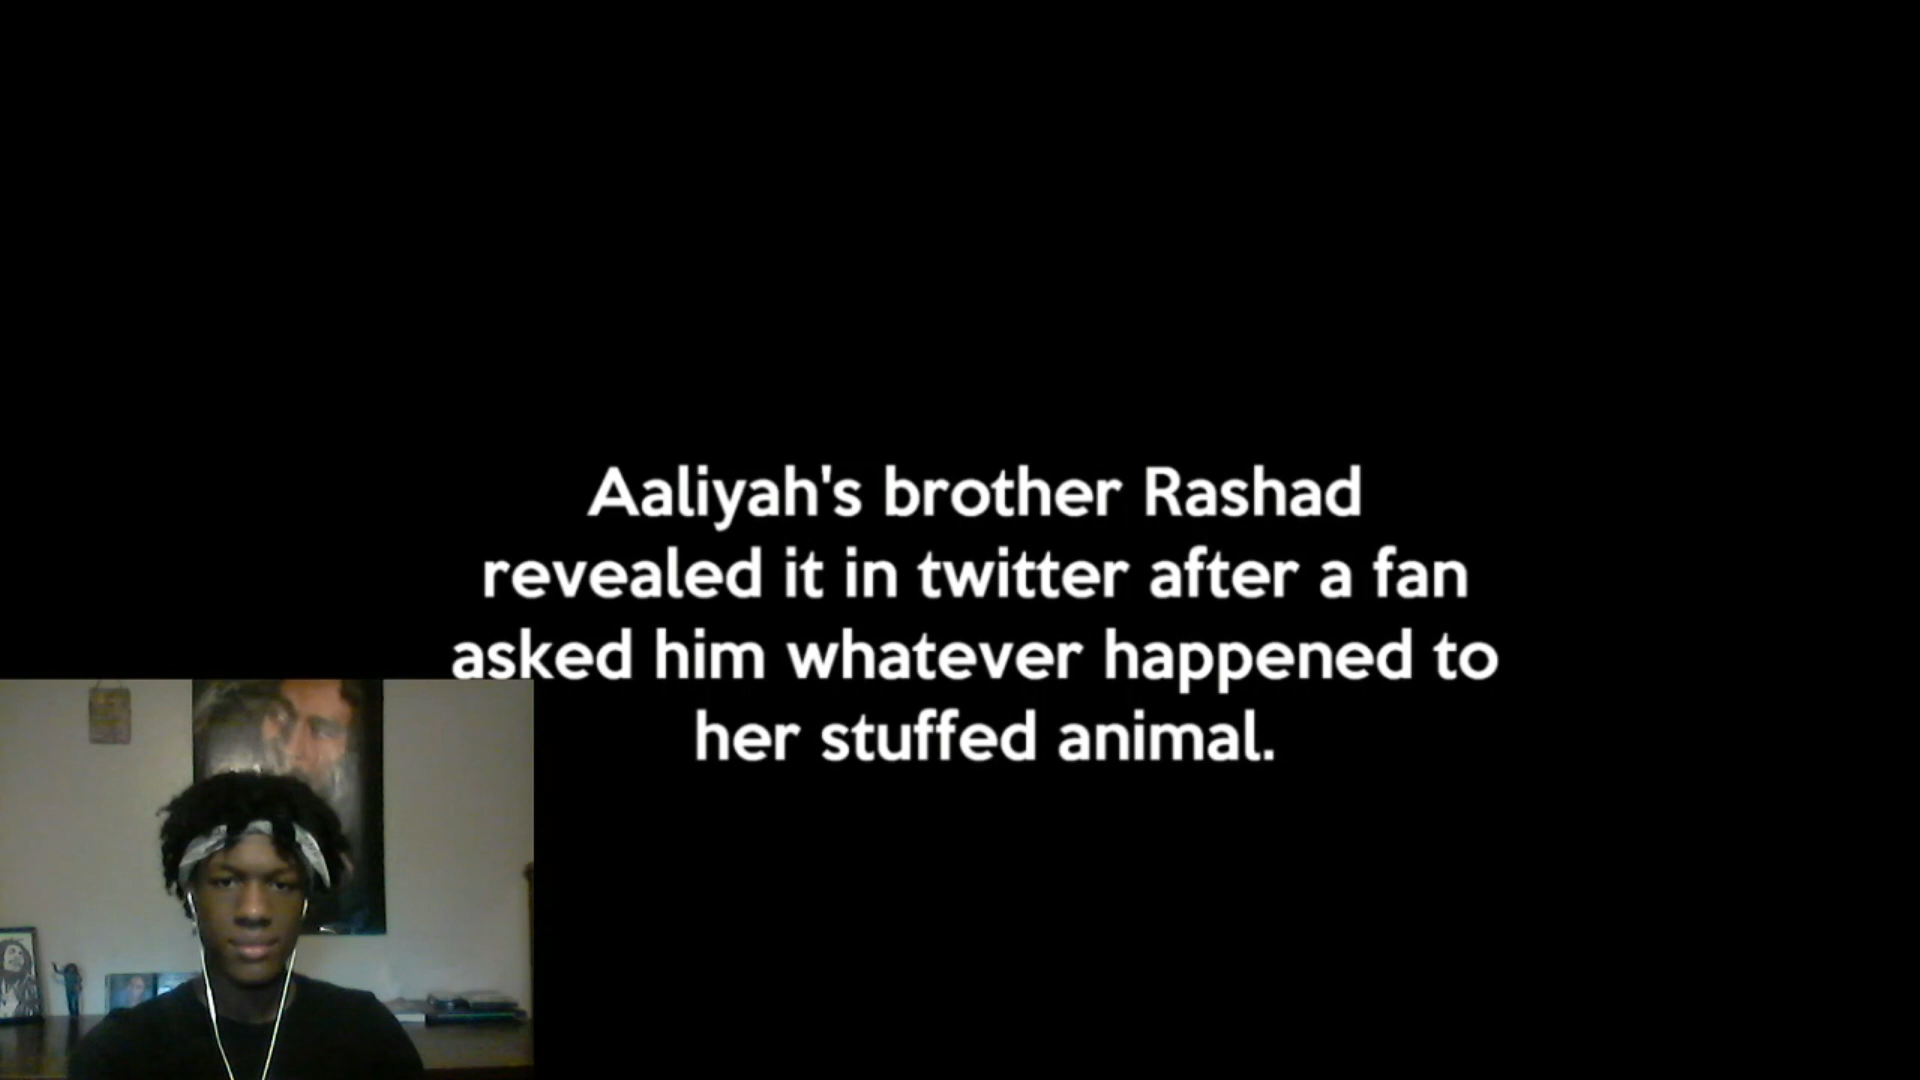 Aaliyah's brother Rashad
revealed it in twitter after a fan
asked him whatever happened to
her stuffed animal.